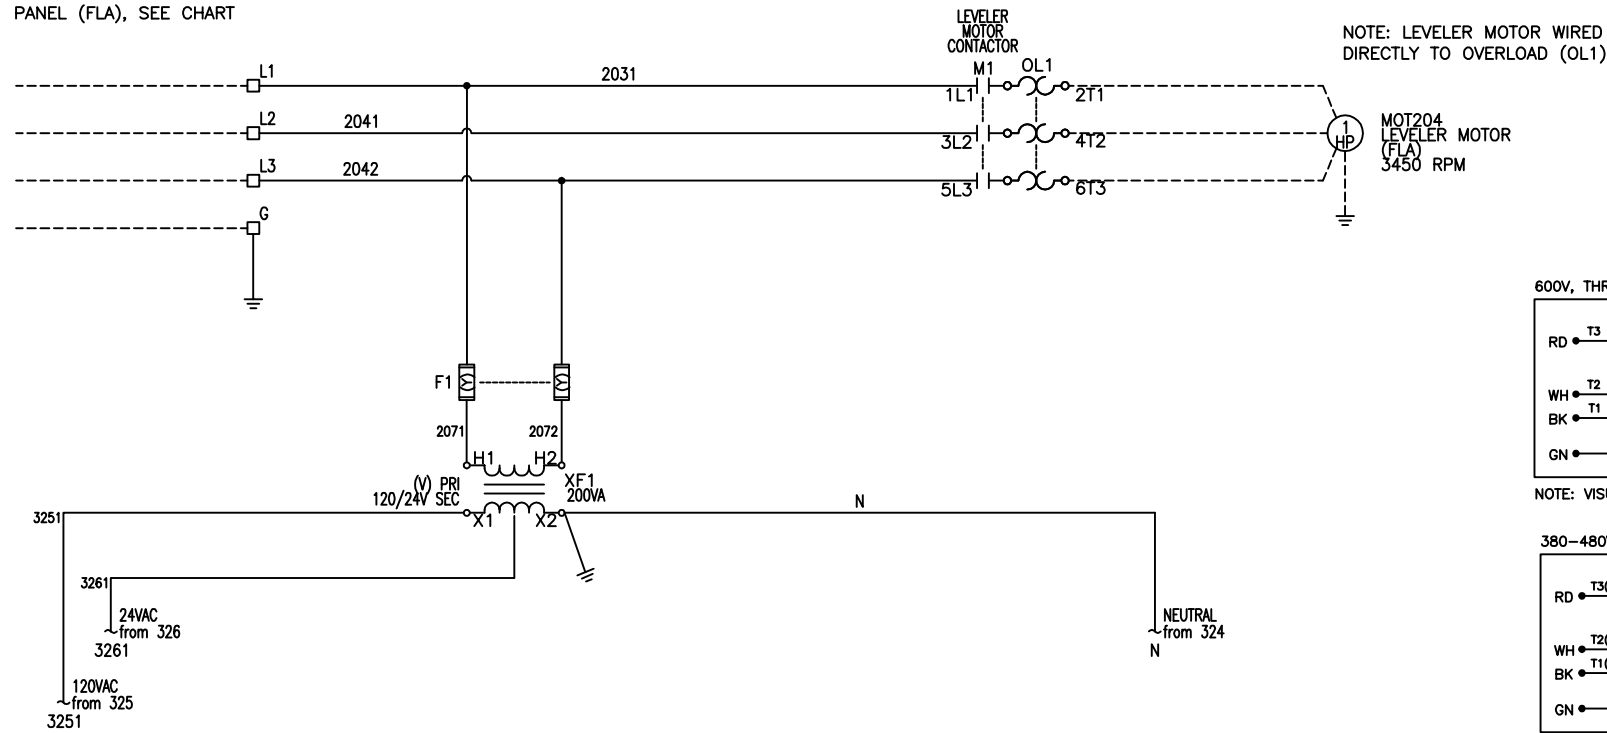 PANEL (FLA), SEE CHART
LEVELER
MOTOR
CONTACTOR
NOTE: LEVELER MOTOR WIRED
DIRECTLY TO OVERLOAD (OL1)
L1
2031
M1
OL1
1L1
2T1
L2
2041
3L2
4T2
1
HP
MOT204
LEVELER MOTOR
(FLA)
3450 RPM
L3
2042
5L3
6T3
G
600V, THR
RD
T3
WH
T2
BK
T1
GN
NOTE: VISU
F1
2071
2072
H1
H2
(V) PRI
120/24V SEC
XF1
200VA
X1
X2
3251
N
3261
24VAC
from 326
3261
120VAC
from 325
3251
NEUTRAL
from 324
N
380-480V
RD
T3(
WH
T2(
BK
T1(
GN